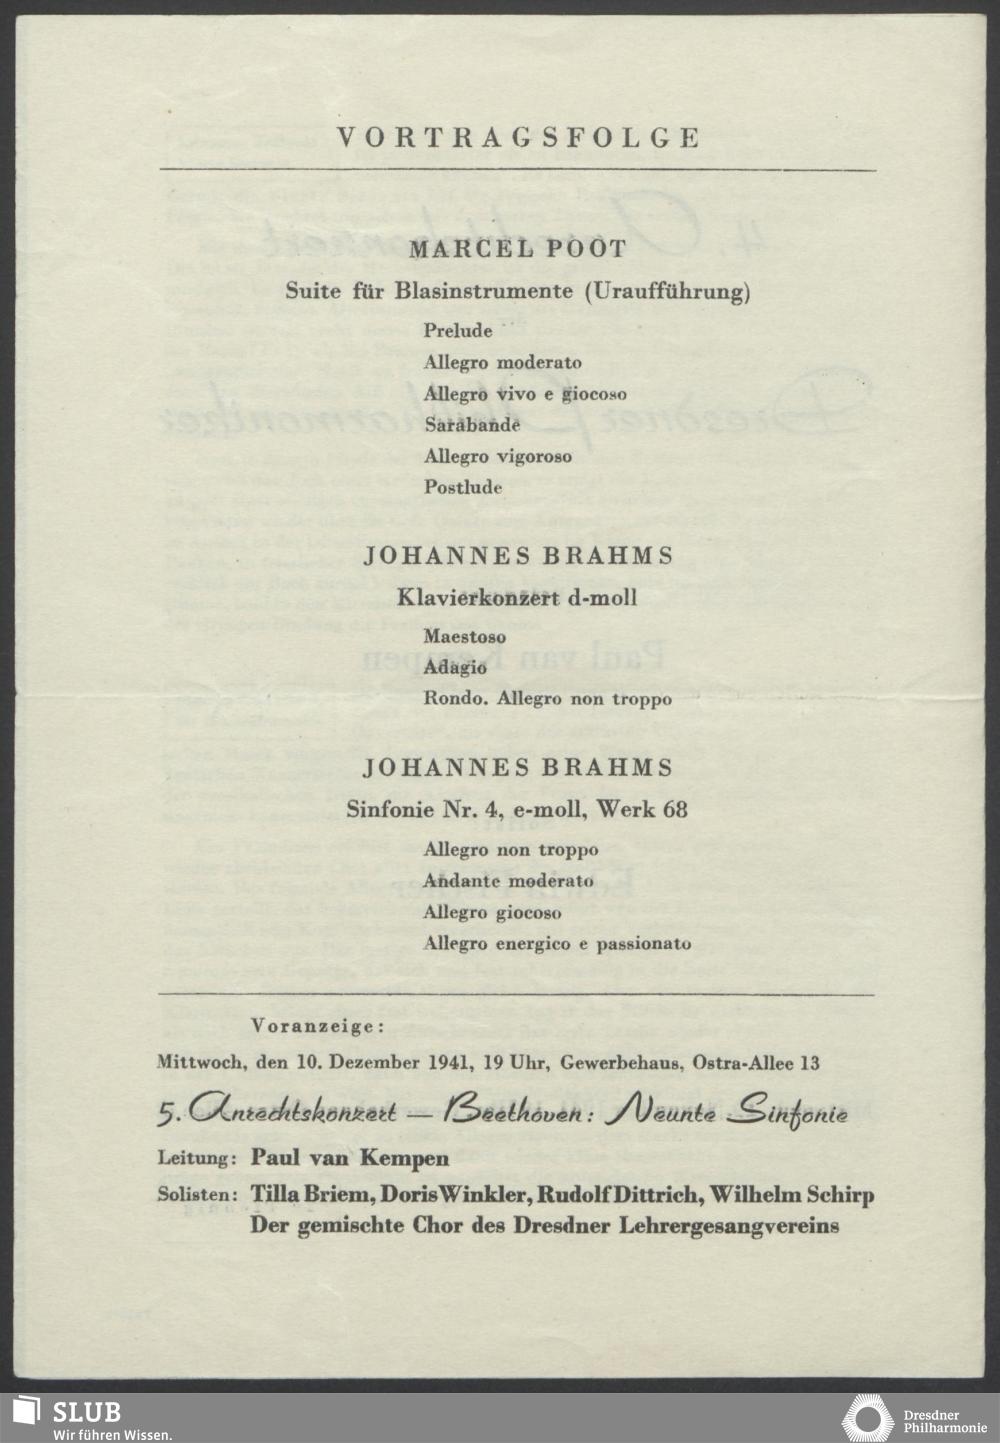 VORTRAGSFOLGE
MARCEL POOT
Suite für Blasinstrumente (Uraufführung)
Prelude
Allegro moderato
Allegro vivo e giocoso
Sarabande
Allegro vigoroso
Postlude
JOHANNES BRAHMS
Klavierkonzert d-moll
Maestoso
Adagio
Rondo. Allegro non troppo
JOHANNES BRAHMS
Sinfonie Nr. 4, e-moll, Werk 68
Allegro non troppo
Andante moderato
Allegro giocoso
Allegro energico e passionato
Voranzeige:
Mittwoch, den 10. Dezember 1941, 19 Uhr, Gewerbehaus, Ostra-Allee 13
5. Anrechtskonzert — Beethoven: Neunte Sinfonie
Leitung: Paul van Kempen
Solisten: Tilla Briem, Doris Winkler, Rudolf Dittrich, Wilhelm Schirp
Der gemischte Chor des Dresdner Lehrergesangvereins
SLUB
Wir führen Wissen.
Dresdner
Philharmonie